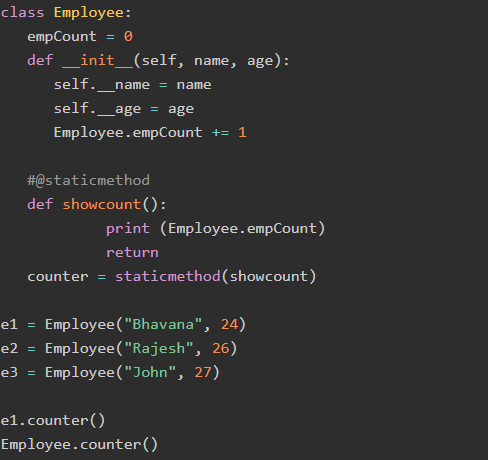 class Employee:
   empCount = 0
   def __init__(self, name, age):
      self.__name = name
      self.__age = age
      Employee.empCount += 1

   #@staticmethod
   def showcount():
            print (Employee.empCount)
            return
   counter = staticmethod(showcount)

e1 = Employee("Bhavana", 24)
e2 = Employee("Rajesh", 26)
e3 = Employee("John", 27)

e1.counter()
Employee.counter()